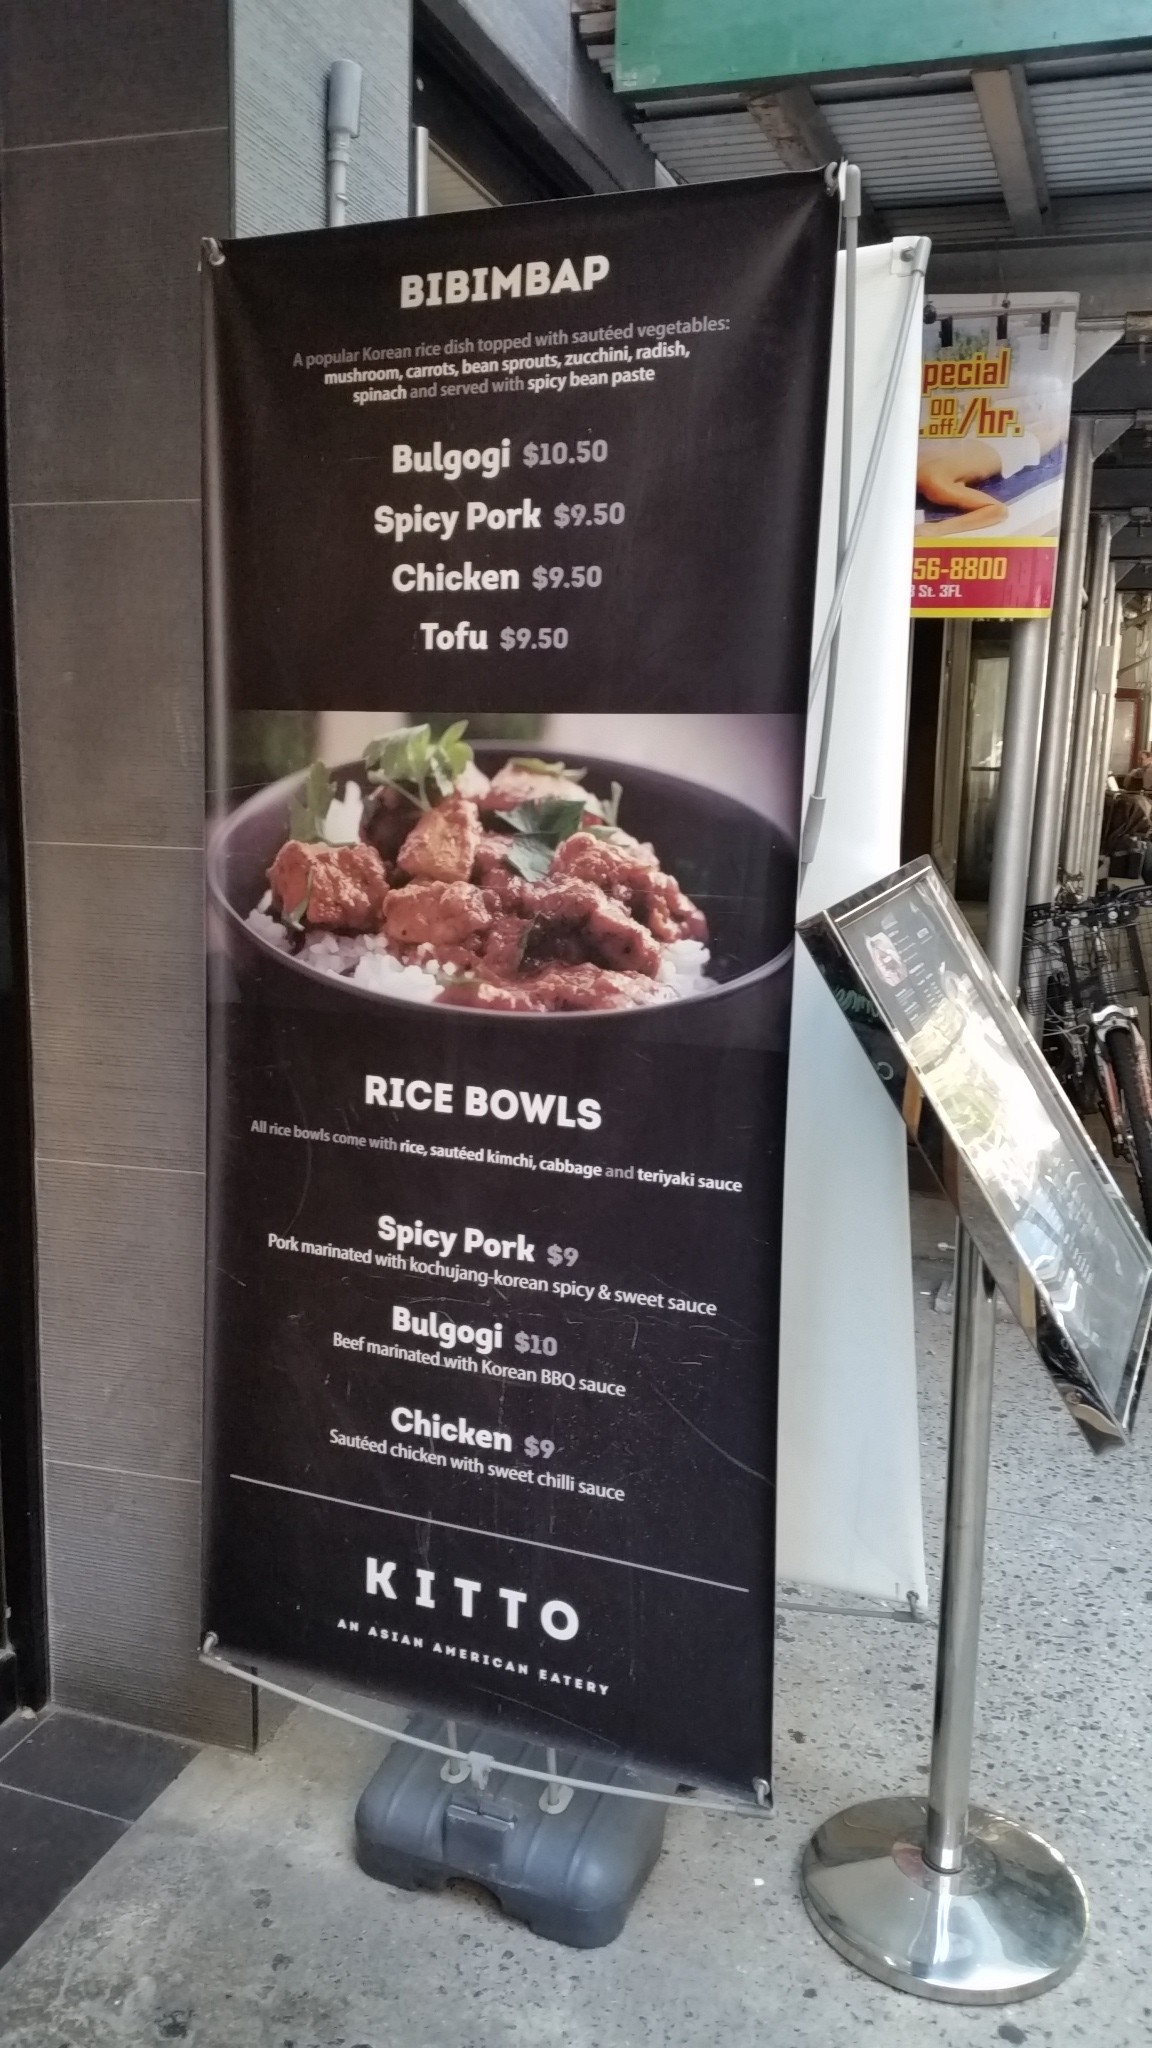 BIBIMBAP
A popular Korean rice dish topped with sautéed vegetables:
mushroom, carrots, bean sprouts, zucchini, radish,
spinach and served with spicy bean paste
Bulgogi $10.50
Spicy Pork $9.50
Chicken $9.50
Tofu $9.50
RICE BOWLS
All rice bowls come with rice, sautéed kimchi, cabbage and teriyaki sauce
Spicy Pork $9
Pork marinated with kochujang-korean spicy & sweet sauce
Bulgogi $10
Beef marinated with Korean BBQ sauce
Chicken $9
Sautéed chicken with sweet chilli sauce
KITTO
AN ASIAN AMERICAN EATERY
pecial
00
off/hr.
56-8800
St. 3FL